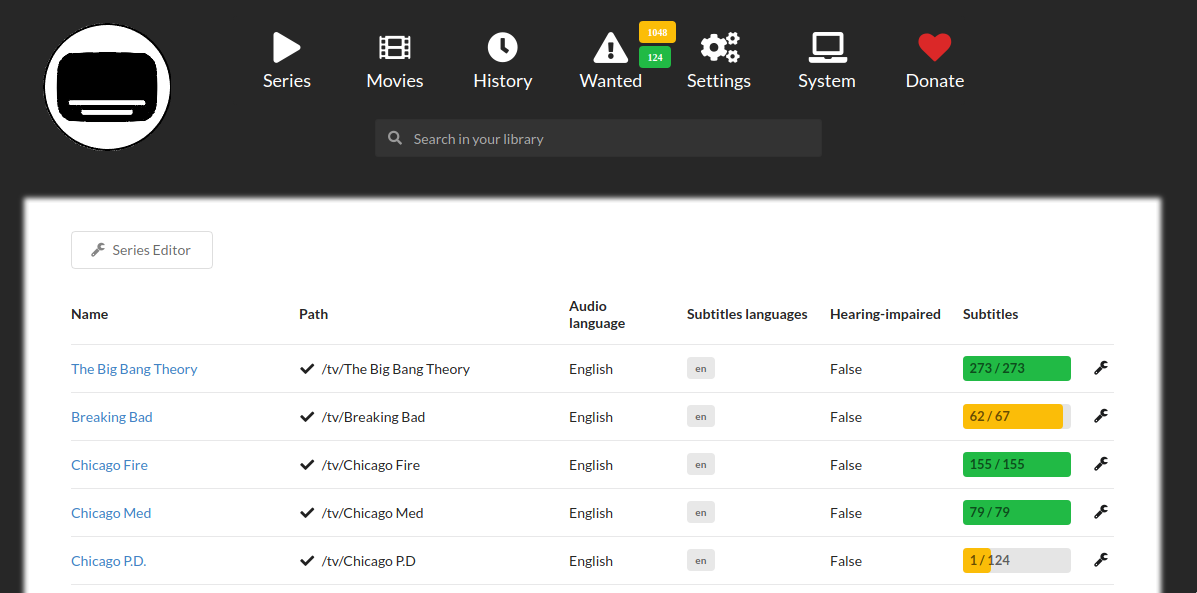 1048
124
Series Movies History Wanted Settings System Donate
Search in your library
Series Editor
Name Path Audio language Subtitles languages Hearing-impaired Subtitles
The Big Bang Theory /tv/The Big Bang Theory English en False 273 / 273
Breaking Bad /tv/Breaking Bad English en False 62 / 67
Chicago Fire /tv/Chicago Fire English en False 155 / 155
Chicago Med /tv/Chicago Med English en False 79 / 79
Chicago P.D. /tv/Chicago P.D English en False 1 / 124